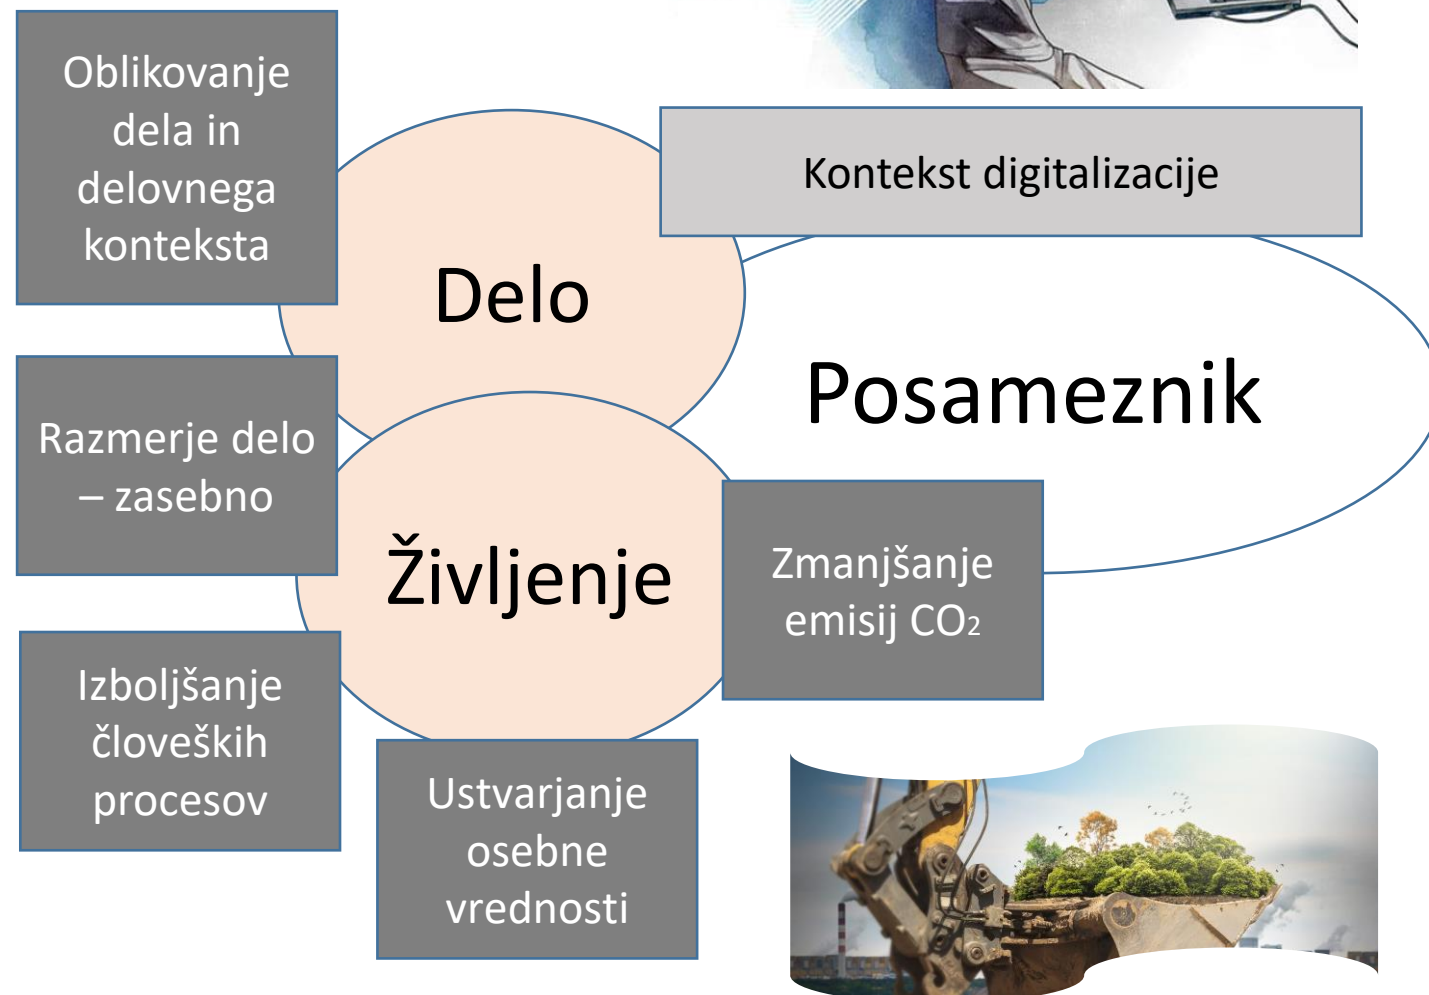 Oblikovanje
dela in
delovnega
konteksta
Kontekst digitalizacije
Delo
Posameznik
Razmerje delo
– zasebno
Življenje
Zmanjšanje
emisij CO₂
Izboljšanje
človeških
procesov
Ustvarjanje
osebne
vrednosti